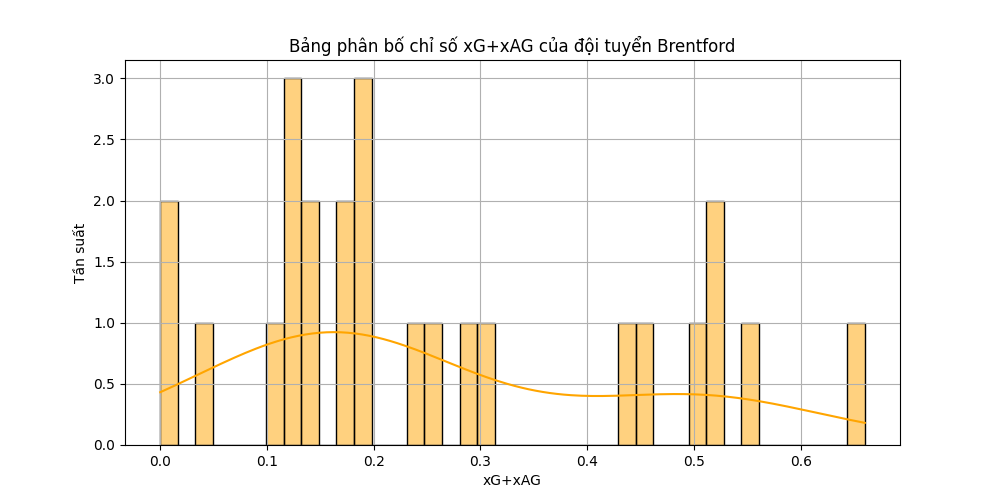 Bảng phân bố chỉ số xG+xAG của đội tuyển Brentford
3.0
2.5
2.0
1.5
1.0
0.5
0.0
Tần suất
0.0 0.1 0.2 0.3 0.4 0.5 0.6
xG+xAG